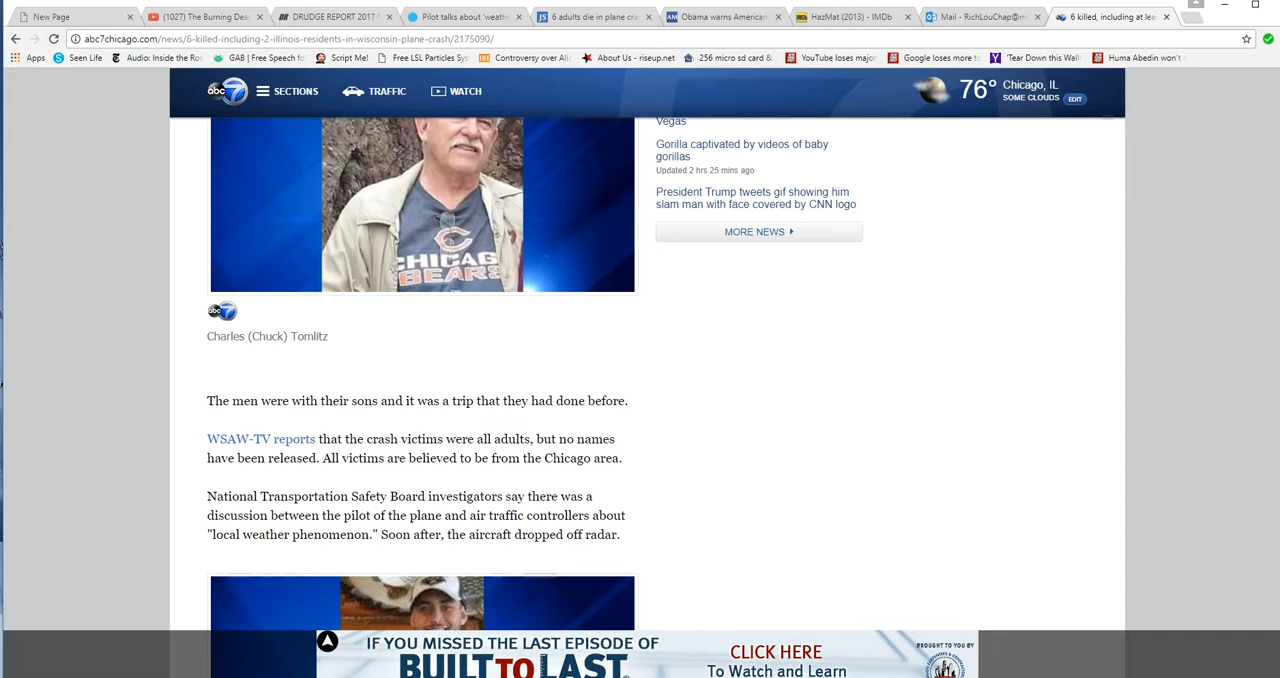 New Page
(1027) The Burning Dea
DRUDGE REPORT 2017
Pilot talks about 'weath
6 adults die in plane cra
Obama warns American
HazMat (2013) - IMDb
Mail - RichLouChap@m
6 killed, including at lea
abc7chicago.com/news/6-killed-including-2-illinois-residents-in-wisconsin-plane-crash/2175090/
Apps
Seen Life
Audio: Inside the Roo
GAB | Free Speech fo
Script Me!
Free LSL Particles Sys
Controversy over Alic
About Us - riseup.net
256 micro sd card &
YouTube loses major
Google loses more to
'Tear Down this Wall
Huma Abedin won't
abc 7
SECTIONS
TRAFFIC
WATCH
76°
Chicago, IL
SOME CLOUDS
EDIT
Vegas
Gorilla captivated by videos of baby
gorillas
Updated 2 hrs 25 mins ago
President Trump tweets gif showing him
slam man with face covered by CNN logo
MORE NEWS
C
CHICAGO
BEARS
abc 7
Charles (Chuck) Tomlitz
The men were with their sons and it was a trip that they had done before.
WSAW-TV reports that the crash victims were all adults, but no names
have been released. All victims are believed to be from the Chicago area.
National Transportation Safety Board investigators say there was a
discussion between the pilot of the plane and air traffic controllers about
"local weather phenomenon." Soon after, the aircraft dropped off radar.
IF YOU MISSED THE LAST EPISODE OF
BUILT TO LAST
CLICK HERE
To Watch and Learn
BROUGHT TO YOU BY